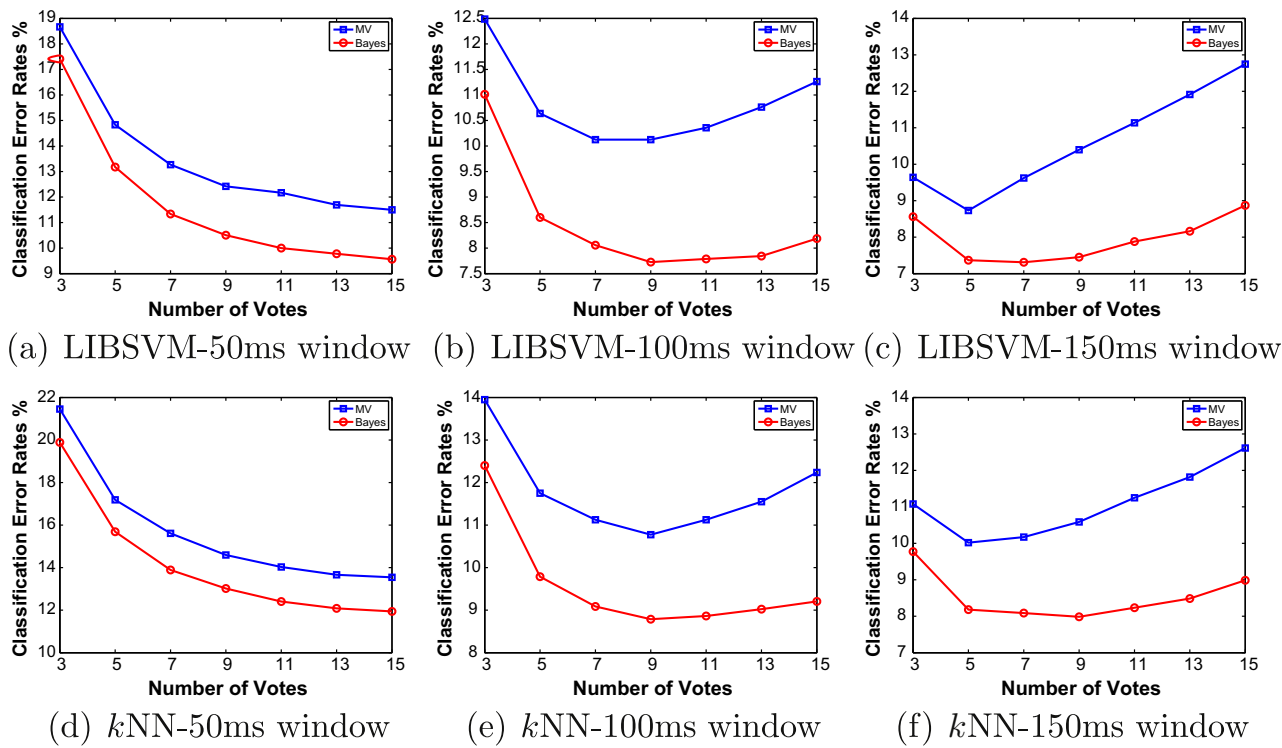 Classification Error Rates %
19
18
17
16
15
14
13
12
11
10
9
3 5 7 9 11 13 15
Number of Votes
MV
Bayes
(a) LIBSVM-50ms window
Classification Error Rates %
12.5
12
11.5
11
10.5
10
9.5
9
8.5
8
7.5
3 5 7 9 11 13 15
Number of Votes
MV
Bayes
(b) LIBSVM-100ms window
Classification Error Rates %
14
13
12
11
10
9
8
7
3 5 7 9 11 13 15
Number of Votes
MV
Bayes
(c) LIBSVM-150ms window
Classification Error Rates %
22
20
18
16
14
12
10
3 5 7 9 11 13 15
Number of Votes
MV
Bayes
(d) kNN-50ms window
Classification Error Rates %
14
13
12
11
10
9
8
3 5 7 9 11 13 15
Number of Votes
MV
Bayes
(e) kNN-100ms window
Classification Error Rates %
14
13
12
11
10
9
8
7
3 5 7 9 11 13 15
Number of Votes
MV
Bayes
(f) kNN-150ms window